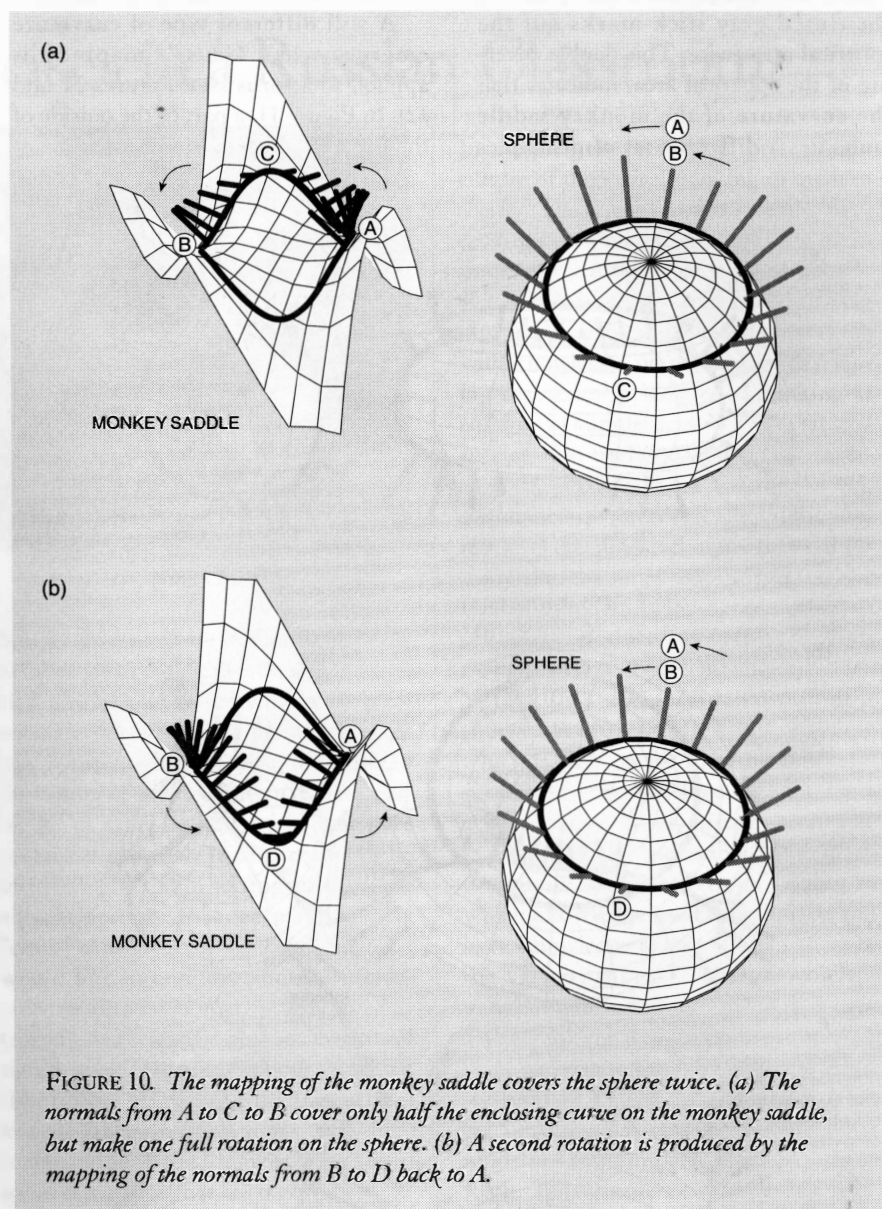 (a)
C
A
B
MONKEY SADDLE
SPHERE
A
B
C
(b)
A
B
D
MONKEY SADDLE
SPHERE
A
B
D
FIGURE 10. The mapping of the monkey saddle covers the sphere twice. (a) The
normals from A to C to B cover only half the enclosing curve on the monkey saddle,
but make one full rotation on the sphere. (b) A second rotation is produced by the
mapping of the normals from B to D back to A.